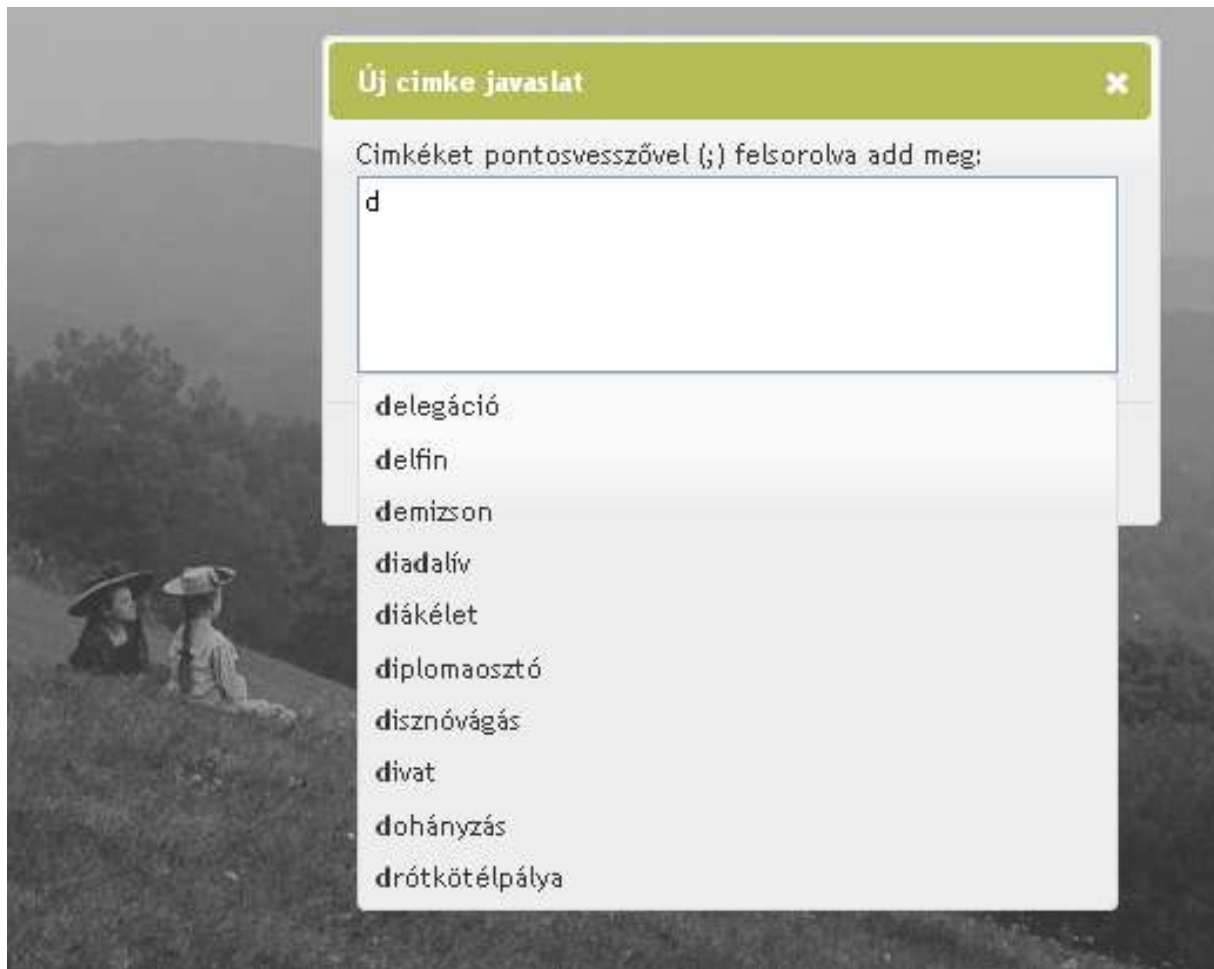 Új cimke javaslat
Cimkéket pontosvesszővel (;) felsorolva add meg:
d
delegáció
delfin
demizson
diadalív
diákélet
diplomaosztó
disznóvágás
divat
dohányzás
drótkötélpálya